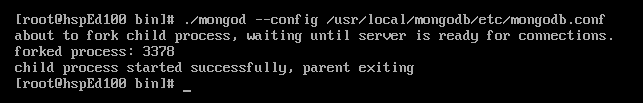 [root@hspEd100 bin]# ./mongod --config /usr/local/mongodb/etc/mongodb.conf
about to fork child process, waiting until server is ready for connections.
forked process: 3378
child process started successfully, parent exiting
[root@hspEd100 bin]# _